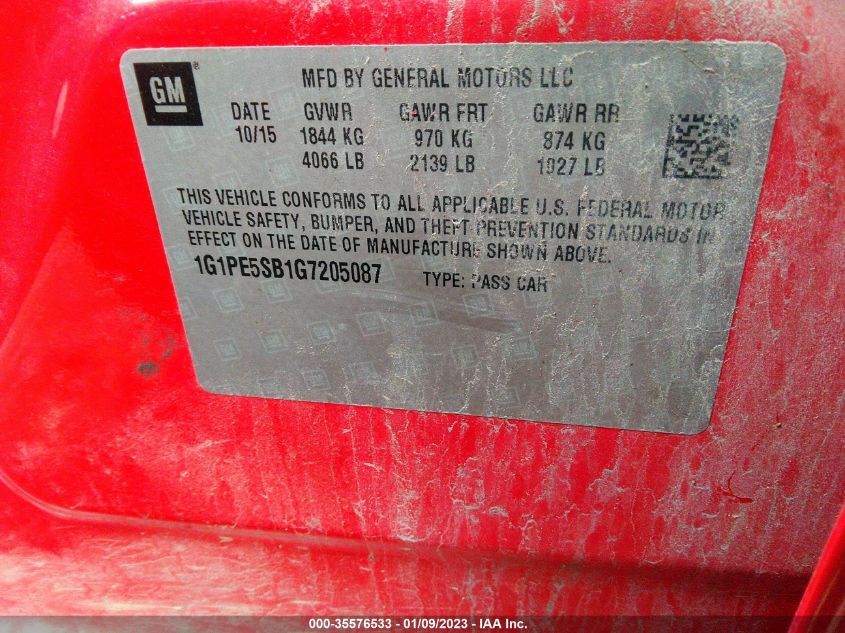 GM ®
MFD BY GENERAL MOTORS LLC
DATE GVWR GAWR FRT GAWR RR
10/15 1844 KG 970 KG 874 KG
4066 LB 2139 LB 1927 LB
THIS VEHICLE CONFORMS TO ALL APPLICABLE U.S. FEDERAL MOTOR
VEHICLE SAFETY, BUMPER, AND THEFT PREVENTION STANDARDS IN
EFFECT ON THE DATE OF MANUFACTURE SHOWN ABOVE.
1G1PE5SB1G7205087 TYPE: PASS CAR
000-35576533 - 01/09/2023 - IAA Inc.